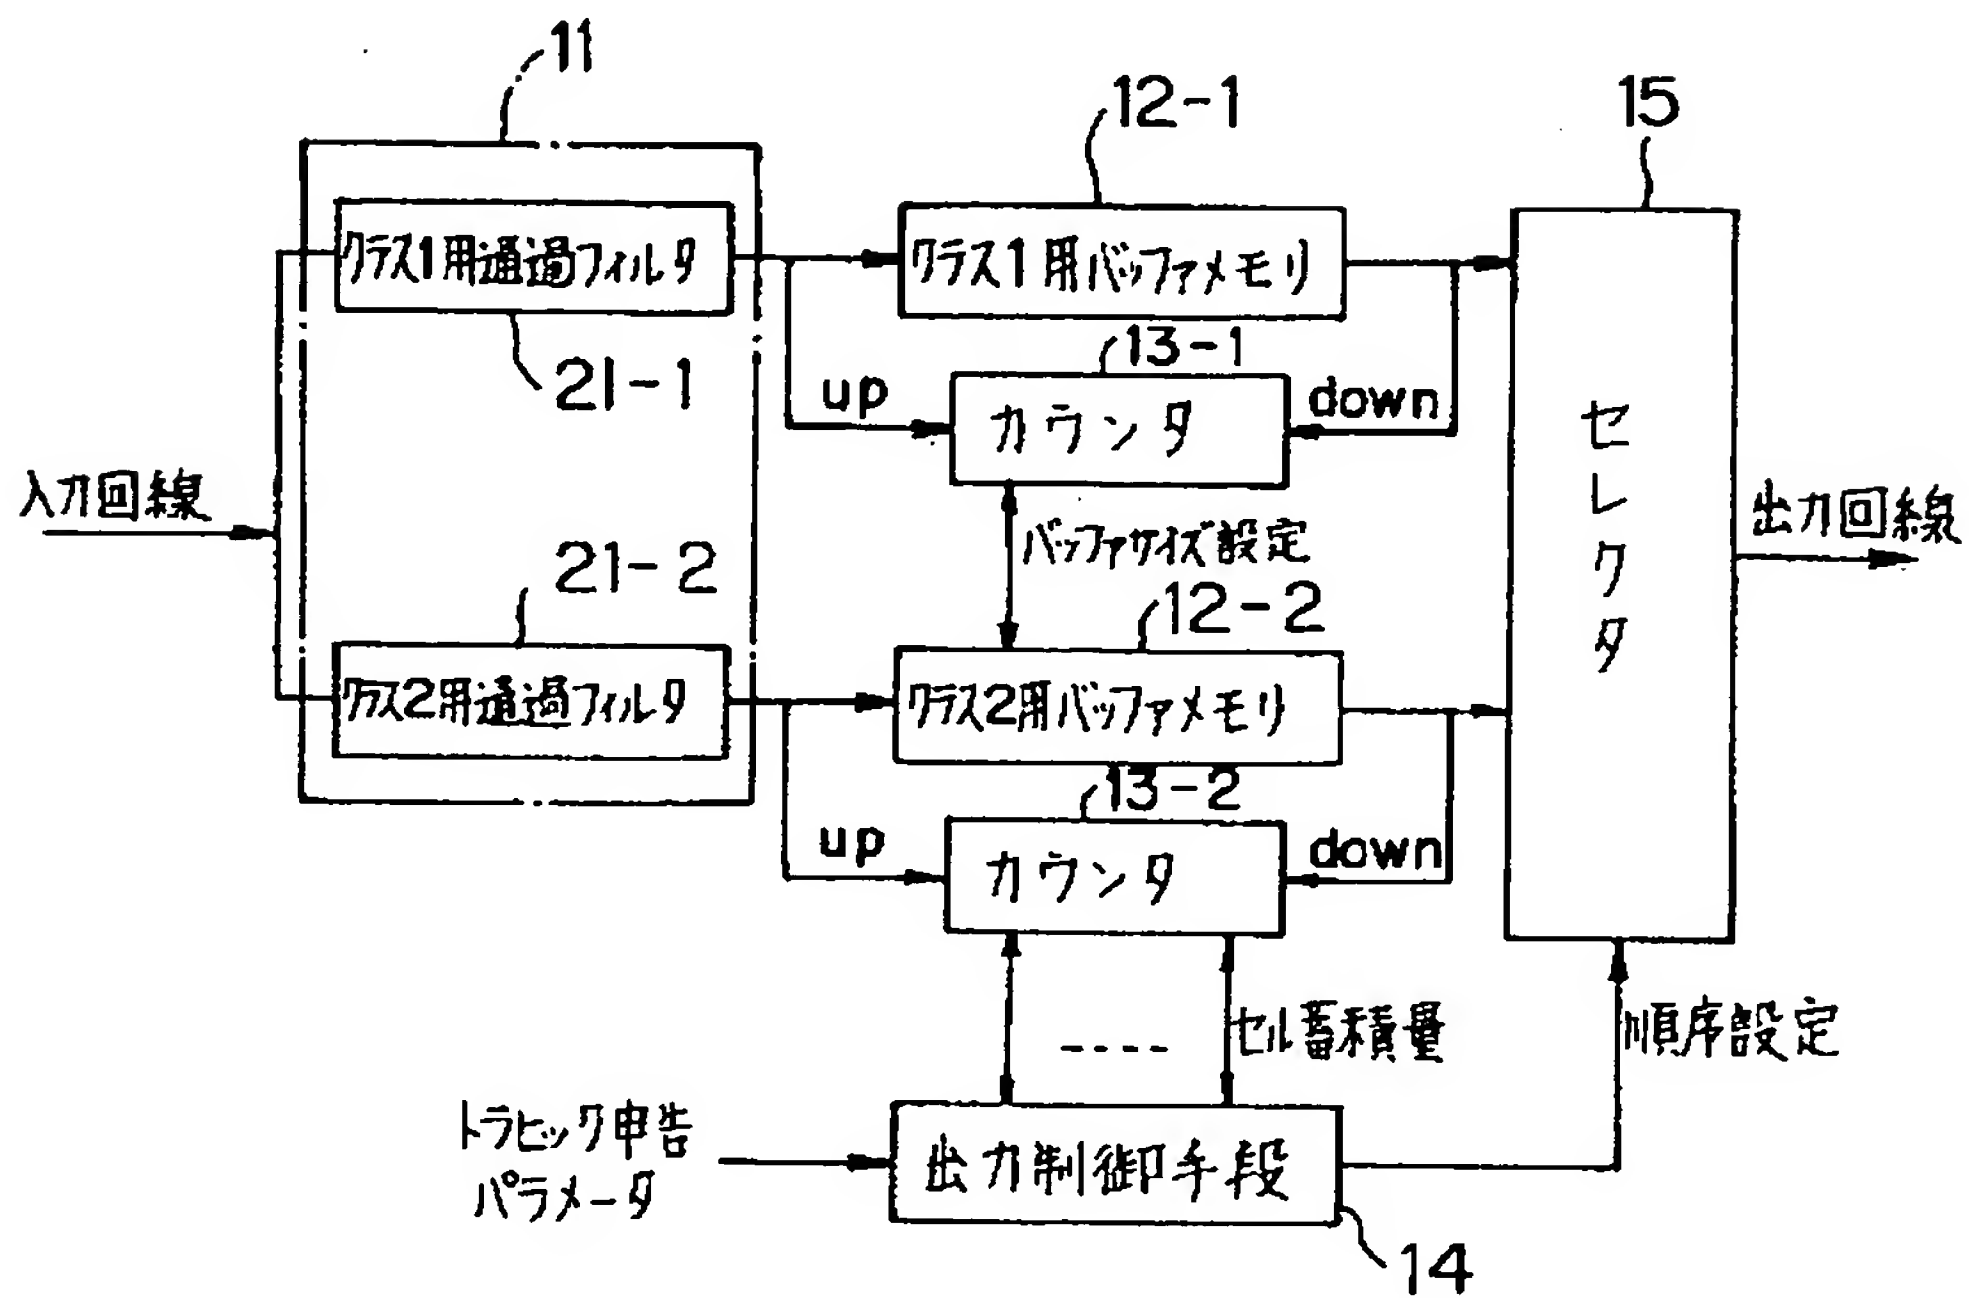 11
12-1
15
クラス1用通過フィルタ
クラス1用バッファメモリ
21-1
13-1
up
カウンタ
down
セレクタ
入力回線
出力回線
バッファサイズ設定
21-2
12-2
クラス2用通過フィルタ
クラス2用バッファメモリ
13-2
up
カウンタ
down
セル蓄積量
順序設定
トラヒック申告
パラメータ
出力制御手段
14